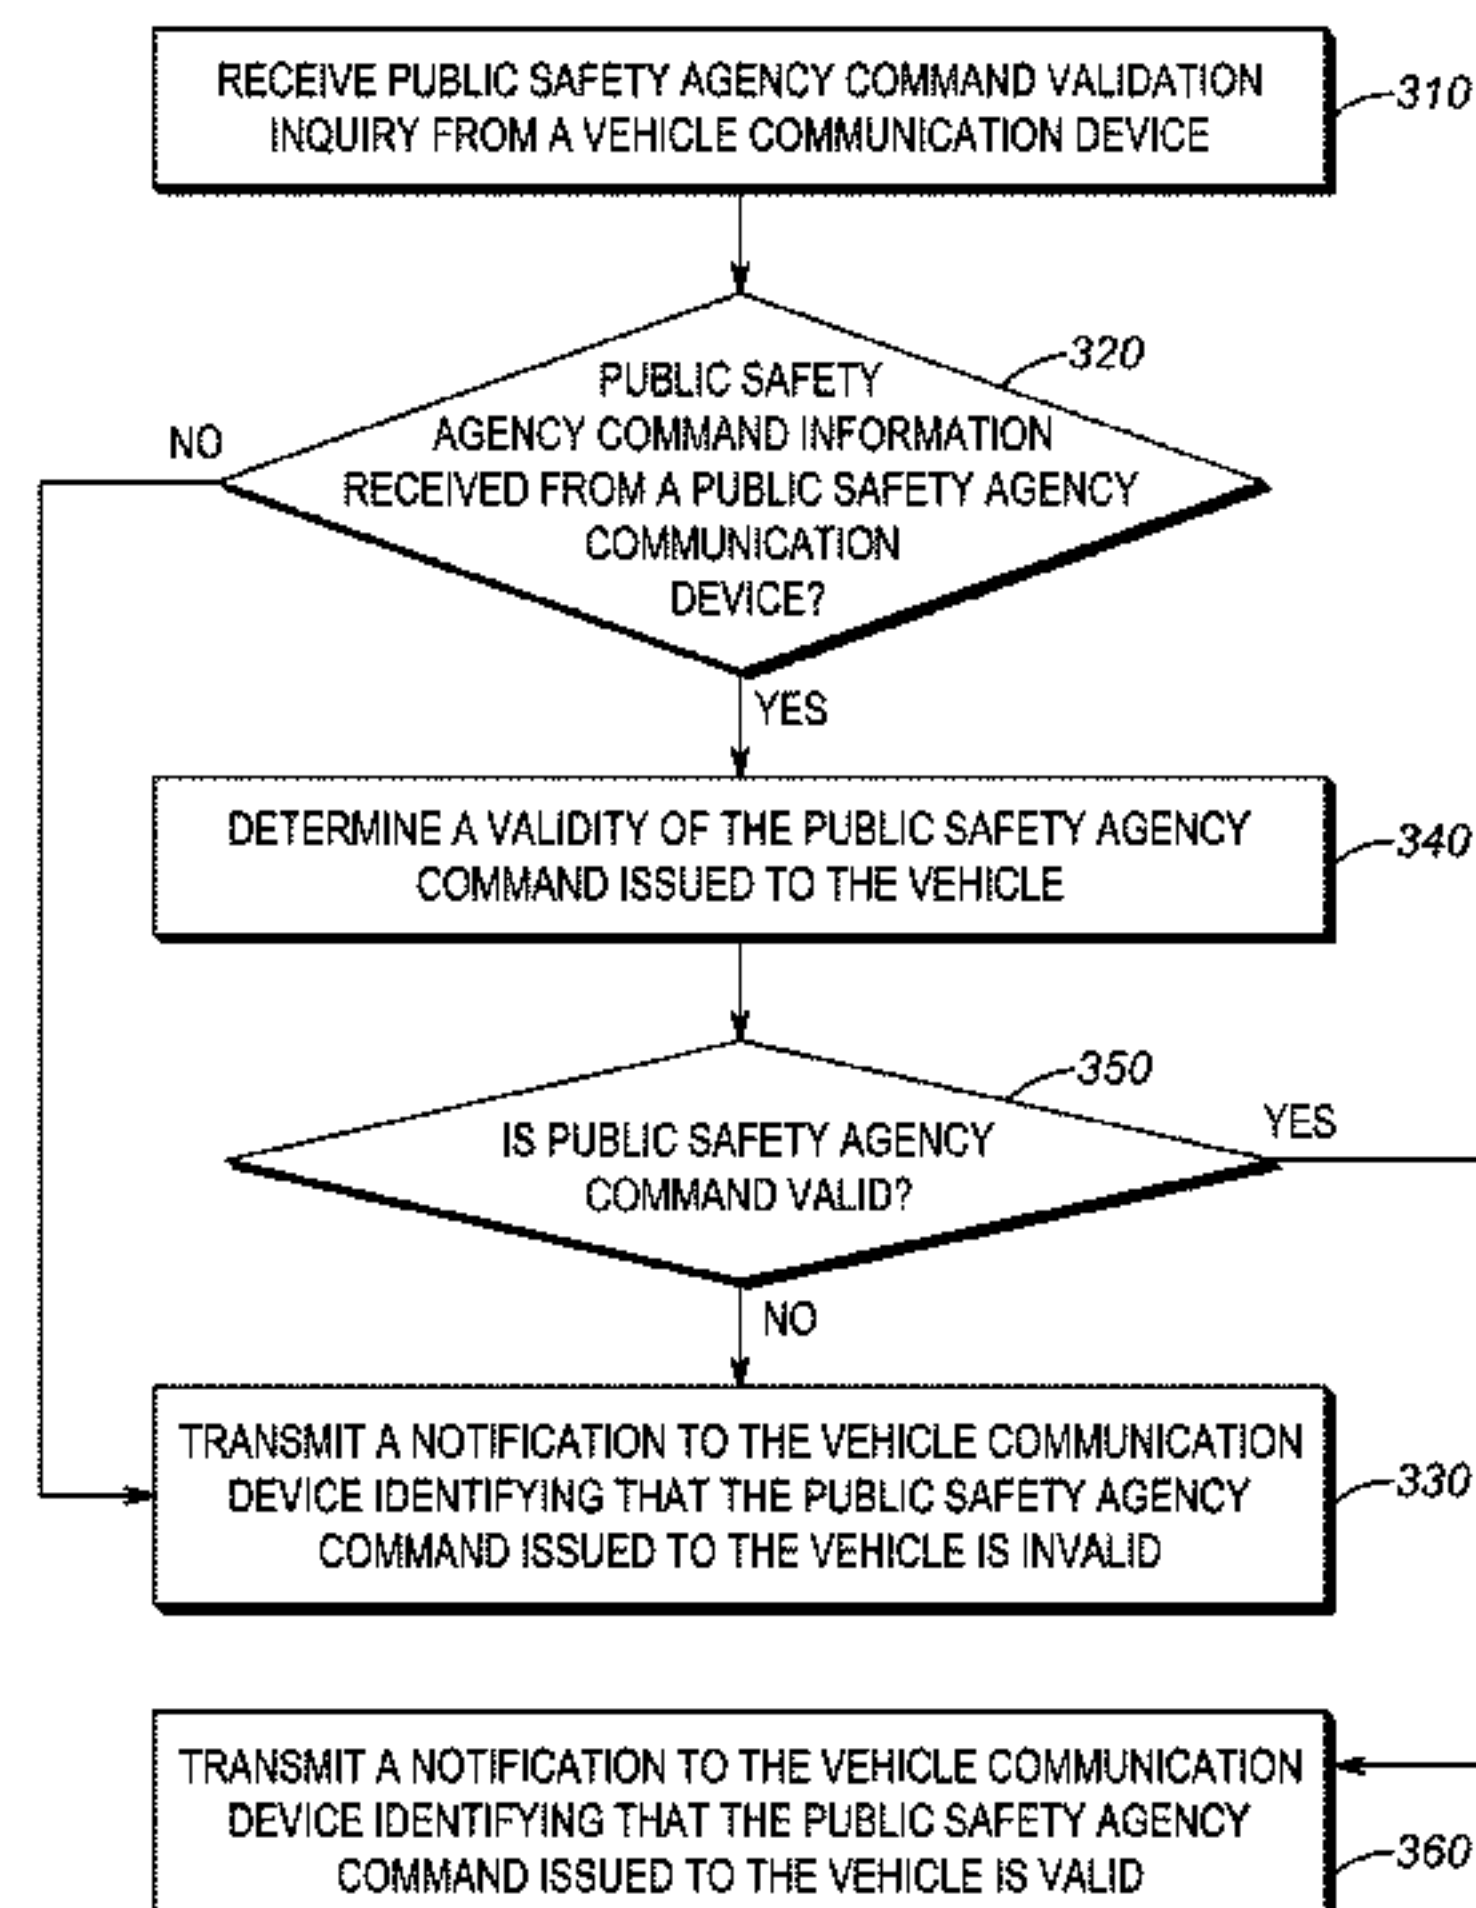 RECEIVE PUBLIC SAFETY AGENCY COMMAND VALIDATION
INQUIRY FROM A VEHICLE COMMUNICATION DEVICE
310
320
PUBLIC SAFETY
AGENCY COMMAND INFORMATION
RECEIVED FROM A PUBLIC SAFETY AGENCY
COMMUNICATION
DEVICE?
NO
YES
DETERMINE A VALIDITY OF THE PUBLIC SAFETY AGENCY
COMMAND ISSUED TO THE VEHICLE
340
350
IS PUBLIC SAFETY AGENCY
COMMAND VALID?
YES
NO
TRANSMIT A NOTIFICATION TO THE VEHICLE COMMUNICATION
DEVICE IDENTIFYING THAT THE PUBLIC SAFETY AGENCY
COMMAND ISSUED TO THE VEHICLE IS INVALID
330
TRANSMIT A NOTIFICATION TO THE VEHICLE COMMUNICATION
DEVICE IDENTIFYING THAT THE PUBLIC SAFETY AGENCY
COMMAND ISSUED TO THE VEHICLE IS VALID
360